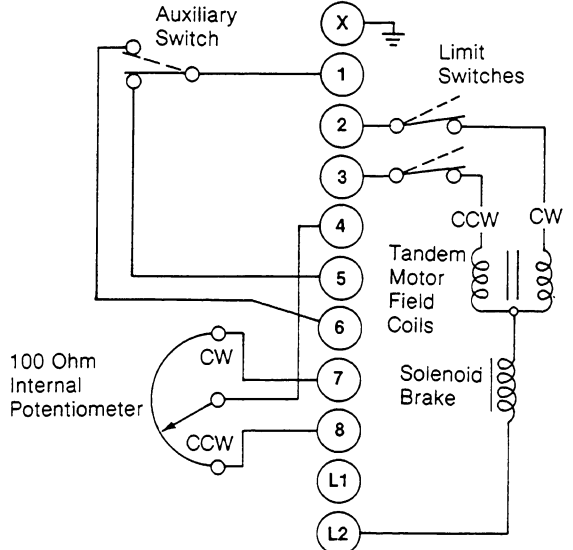 Auxiliary
Switch
X
1
Limit
Switches
2
3
CCW
CW
4
Tandem
Motor
Field
Coils
5
6
100 Ohm
Internal
Potentiometer
CW
7
Solenoid
Brake
CCW
8
L1
L2